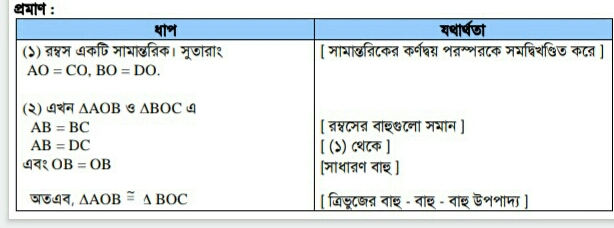 প্রমাণ :
ধাপ
যথার্থতা
(১) রম্বস একটি সামান্তরিক। সুতারাং
[ সামান্তরিকের কর্ণদ্বয় পরস্পরকে সমদ্বিখণ্ডিত করে ]
AO = CO, BO = DO.
(২) এখন ΔAOB ও ΔBOC এ
AB = BC
[ রম্বসের বাহুগুলো সমান ]
AB = DC
[ (১) থেকে ]
এবং OB = OB
[সাধারণ বাহু ]
অতএব, ΔAOB ≅ Δ BOC
[ ত্রিভুজের বাহু - বাহু - বাহু উপপাদ্য ]